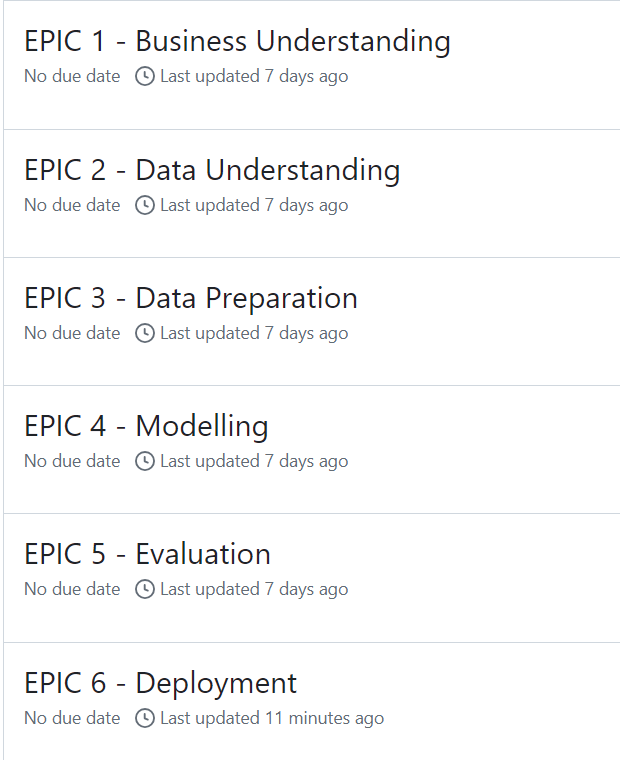 EPIC 1 - Business Understanding
No due date Last updated 7 days ago
EPIC 2 - Data Understanding
No due date Last updated 7 days ago
EPIC 3 - Data Preparation
No due date Last updated 7 days ago
EPIC 4 - Modelling
No due date Last updated 7 days ago
EPIC 5 - Evaluation
No due date Last updated 7 days ago
EPIC 6 - Deployment
No due date Last updated 11 minutes ago